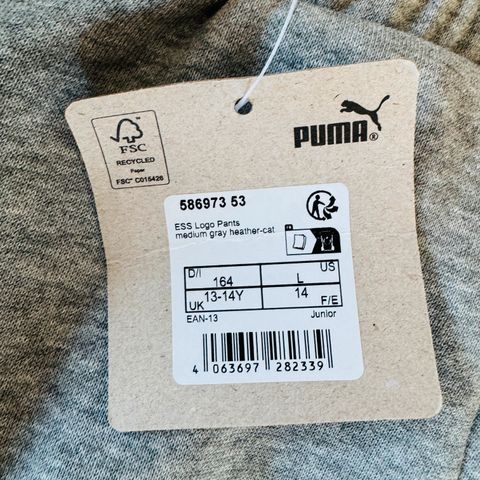 PUMA®
FSC
RECYCLED
Paper
FSC® C015426
586973 53
ESS Logo Pants
medium gray heather-cat
D/I 164 L US
UK 13-14Y 14 F/E
EAN-13 Junior
4 063697 282339